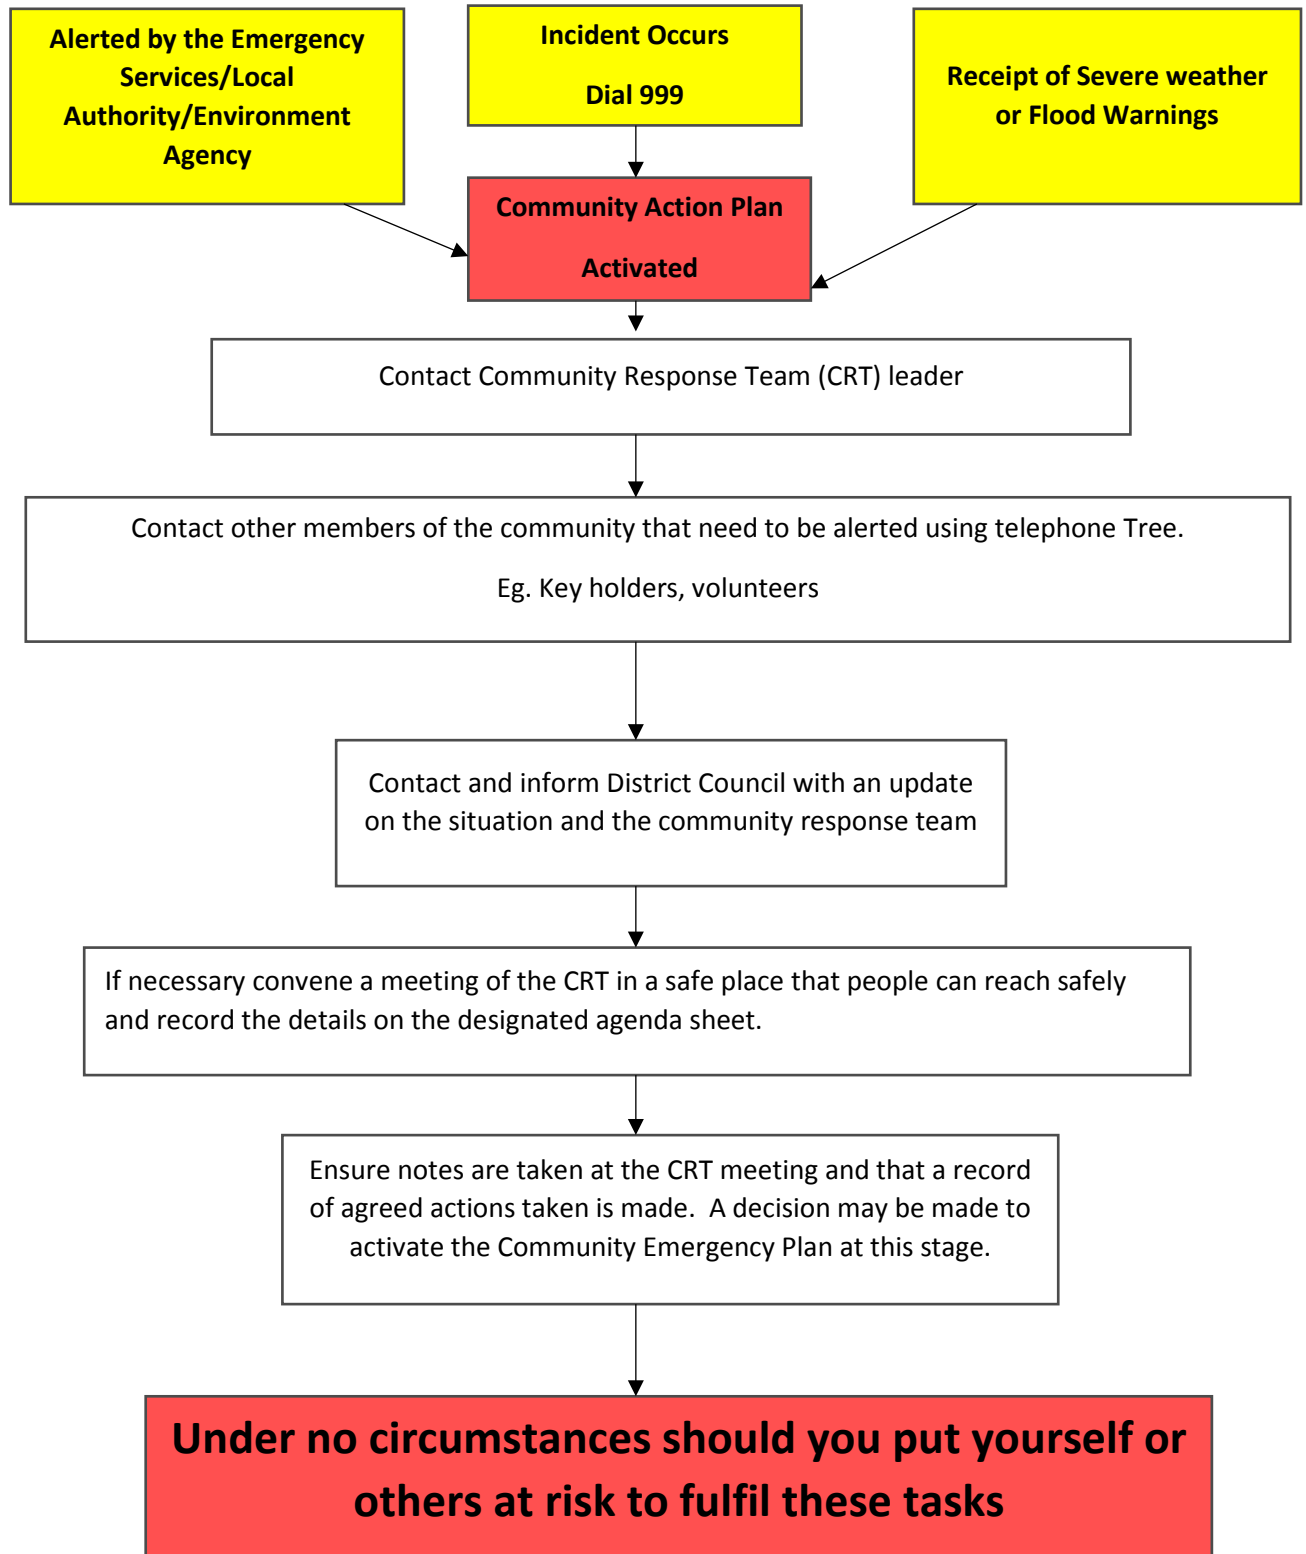 Alerted by the Emergency
Services/Local
Authority/Environment
Agency
Incident Occurs
Dial 999
Receipt of Severe weather
or Flood Warnings
Community Action Plan
Activated
Contact Community Response Team (CRT) leader
Contact other members of the community that need to be alerted using telephone Tree.
Eg. Key holders, volunteers
Contact and inform District Council with an update
on the situation and the community response team
If necessary convene a meeting of the CRT in a safe place that people can reach safely
and record the details on the designated agenda sheet.
Ensure notes are taken at the CRT meeting and that a record
of agreed actions taken is made.  A decision may be made to
activate the Community Emergency Plan at this stage.
Under no circumstances should you put yourself or
others at risk to fulfil these tasks